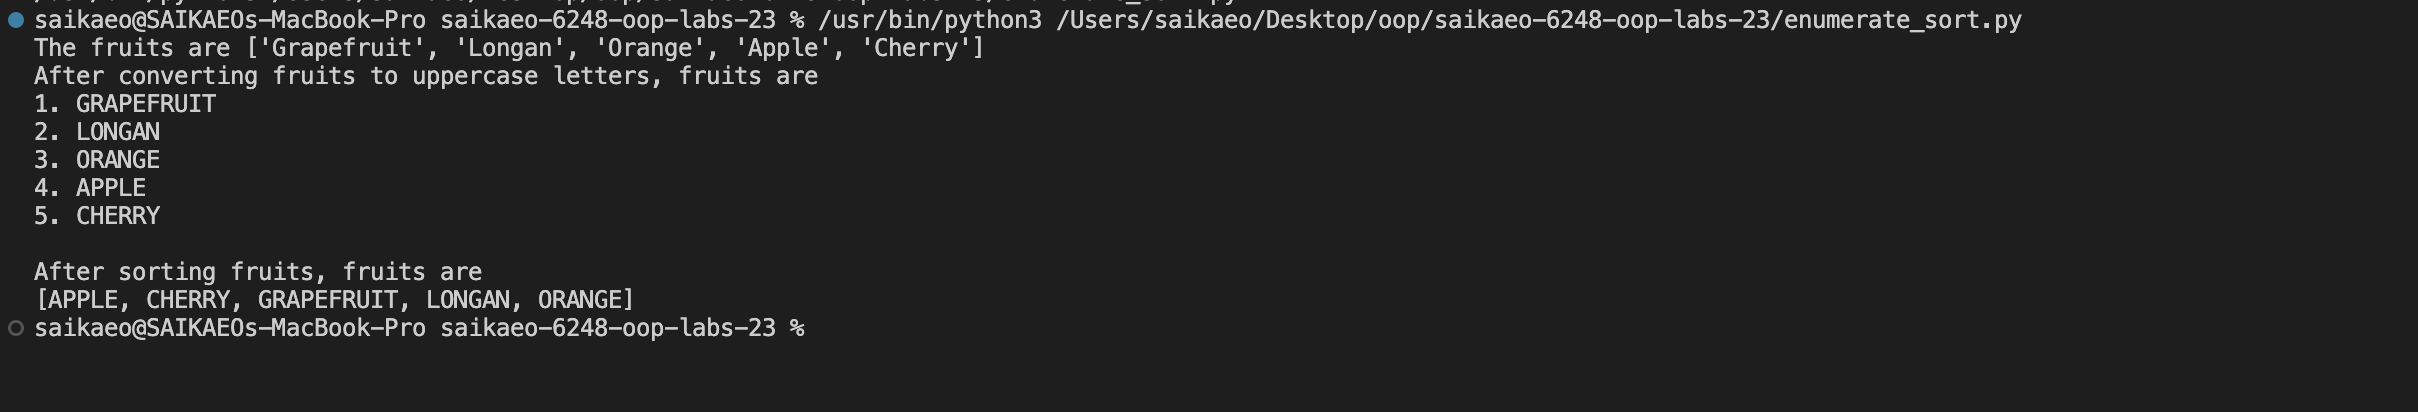 saikaeo@SAIKAEOs-MacBook-Pro saikaeo-6248-oop-labs-23 % /usr/bin/python3 /Users/saikaeo/Desktop/oop/saikaeo-6248-oop-labs-23/enumerate_sort.py
The fruits are ['Grapefruit', 'Longan', 'Orange', 'Apple', 'Cherry']
After converting fruits to uppercase letters, fruits are
1. GRAPEFRUIT
2. LONGAN
3. ORANGE
4. APPLE
5. CHERRY
After sorting fruits, fruits are
[APPLE, CHERRY, GRAPEFRUIT, LONGAN, ORANGE]
saikaeo@SAIKAEOs-MacBook-Pro saikaeo-6248-oop-labs-23 %